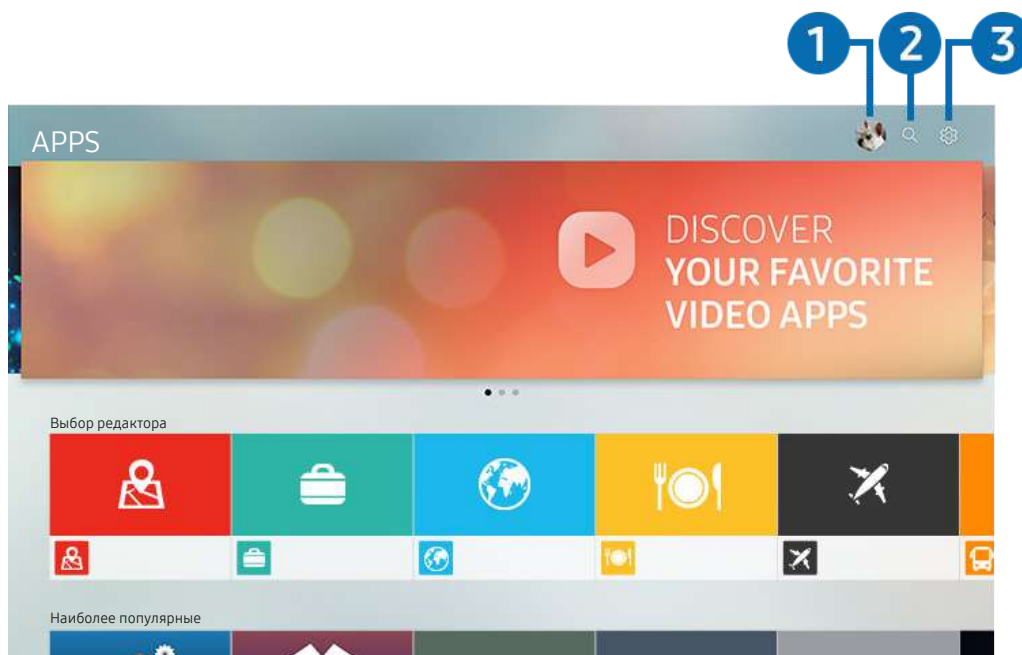 1 2 3
APPS
DISCOVER
YOUR FAVORITE
VIDEO APPS
Выбор редактора
Наиболее популярные